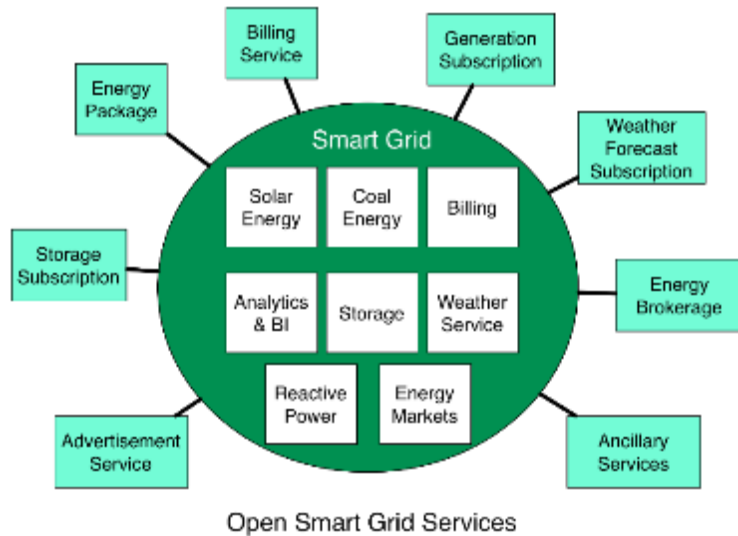 Billing
Service
Generation
Subscription
Energy
Package
Weather
Forecast
Subscription
Smart Grid
Solar
Energy
Coal
Energy
Billing
Storage
Subscription
Energy
Brokerage
Analytics
& BI
Storage
Weather
Service
Reactive
Power
Energy
Markets
Advertisement
Service
Ancillary
Services
Open Smart Grid Services